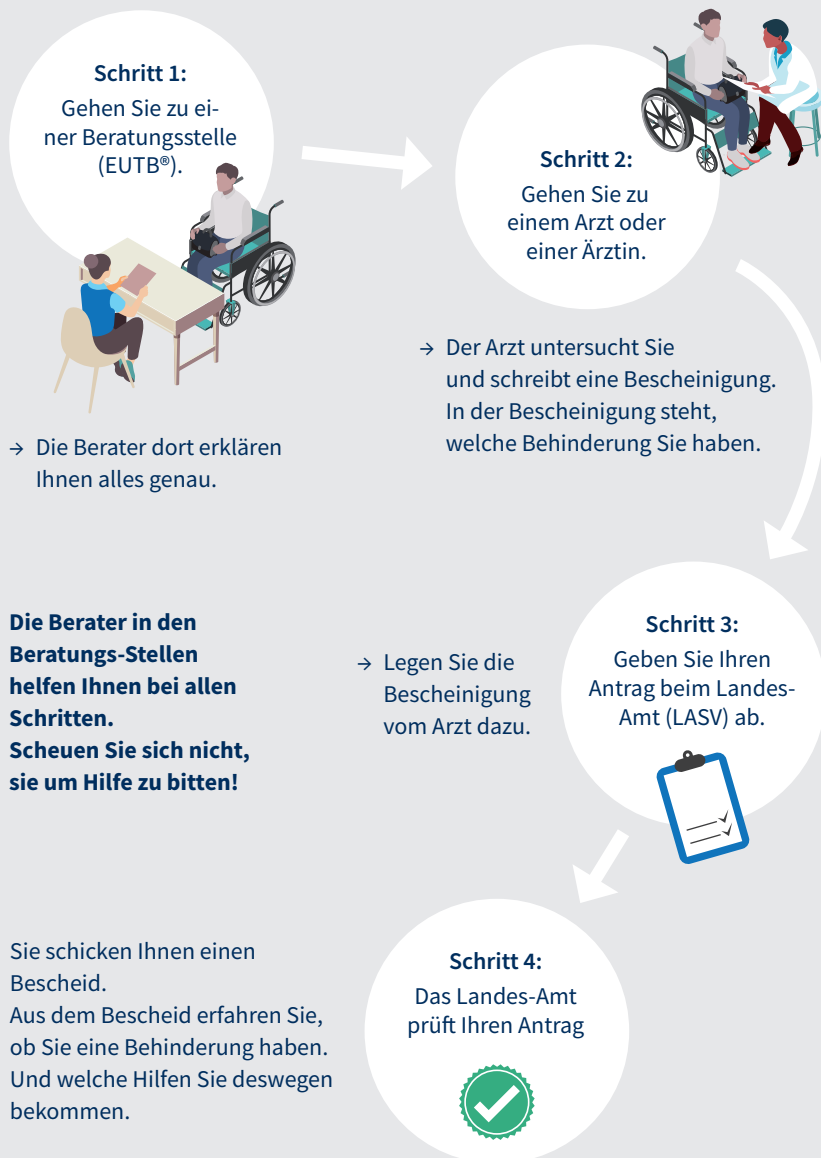 Schritt 1:
Gehen Sie zu ei-
ner Beratungsstelle
(EUTB®).
→ Die Berater dort erklären
Ihnen alles genau.
Schritt 2:
Gehen Sie zu
einem Arzt oder
einer Ärztin.
→ Der Arzt untersucht Sie
und schreibt eine Bescheinigung.
In der Bescheinigung steht,
welche Behinderung Sie haben.
Die Berater in den
Beratungs-Stellen
helfen Ihnen bei allen
Schritten.
Scheuen Sie sich nicht,
sie um Hilfe zu bitten!
Schritt 3:
Geben Sie Ihren
Antrag beim Landes-
Amt (LASV) ab.
→ Legen Sie die
Bescheinigung
vom Arzt dazu.
Schritt 4:
Das Landes-Amt
prüft Ihren Antrag
Sie schicken Ihnen einen
Bescheid.
Aus dem Bescheid erfahren Sie,
ob Sie eine Behinderung haben.
Und welche Hilfen Sie deswegen
bekommen.